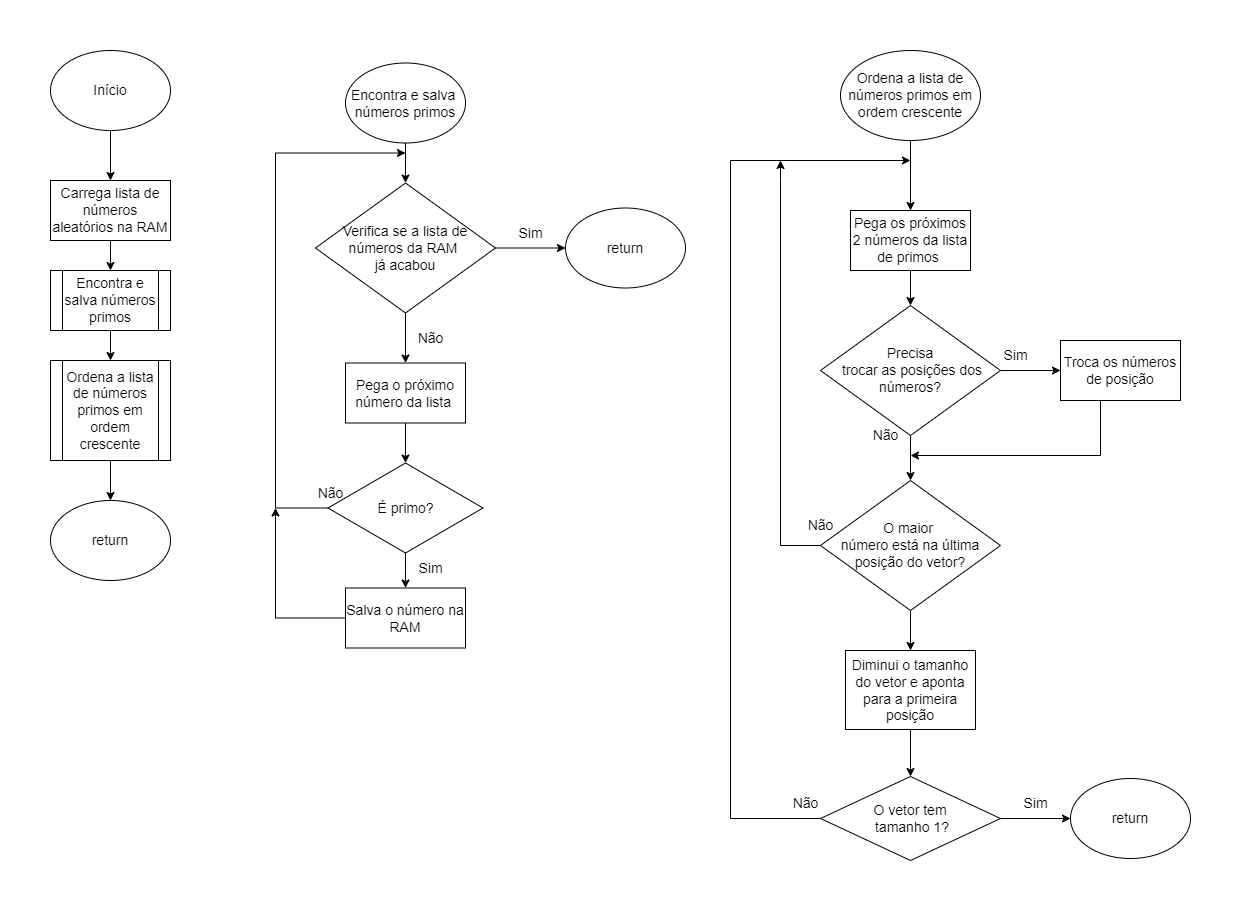 Início
Carrega lista de
números
aleatórios na RAM
Encontra e
salva números
primos
Ordena a lista
de números
primos em
ordem
crescente
return
Encontra e salva
números primos
Verifica se a lista de
números da RAM
já acabou
Sim
return
Não
Pega o próximo
número da lista
Não
É primo?
Sim
Salva o número na
RAM
Ordena a lista de
números primos em
ordem crescente
Pega os próximos
2 números da lista
de primos
Precisa
trocar as posições dos
números?
Sim
Troca os números
de posição
Não
Não
O maior
número está na última
posição do vetor?
Diminui o tamanho
do vetor e aponta
para a primeira
posição
Não
O vetor tem
tamanho 1?
Sim
return